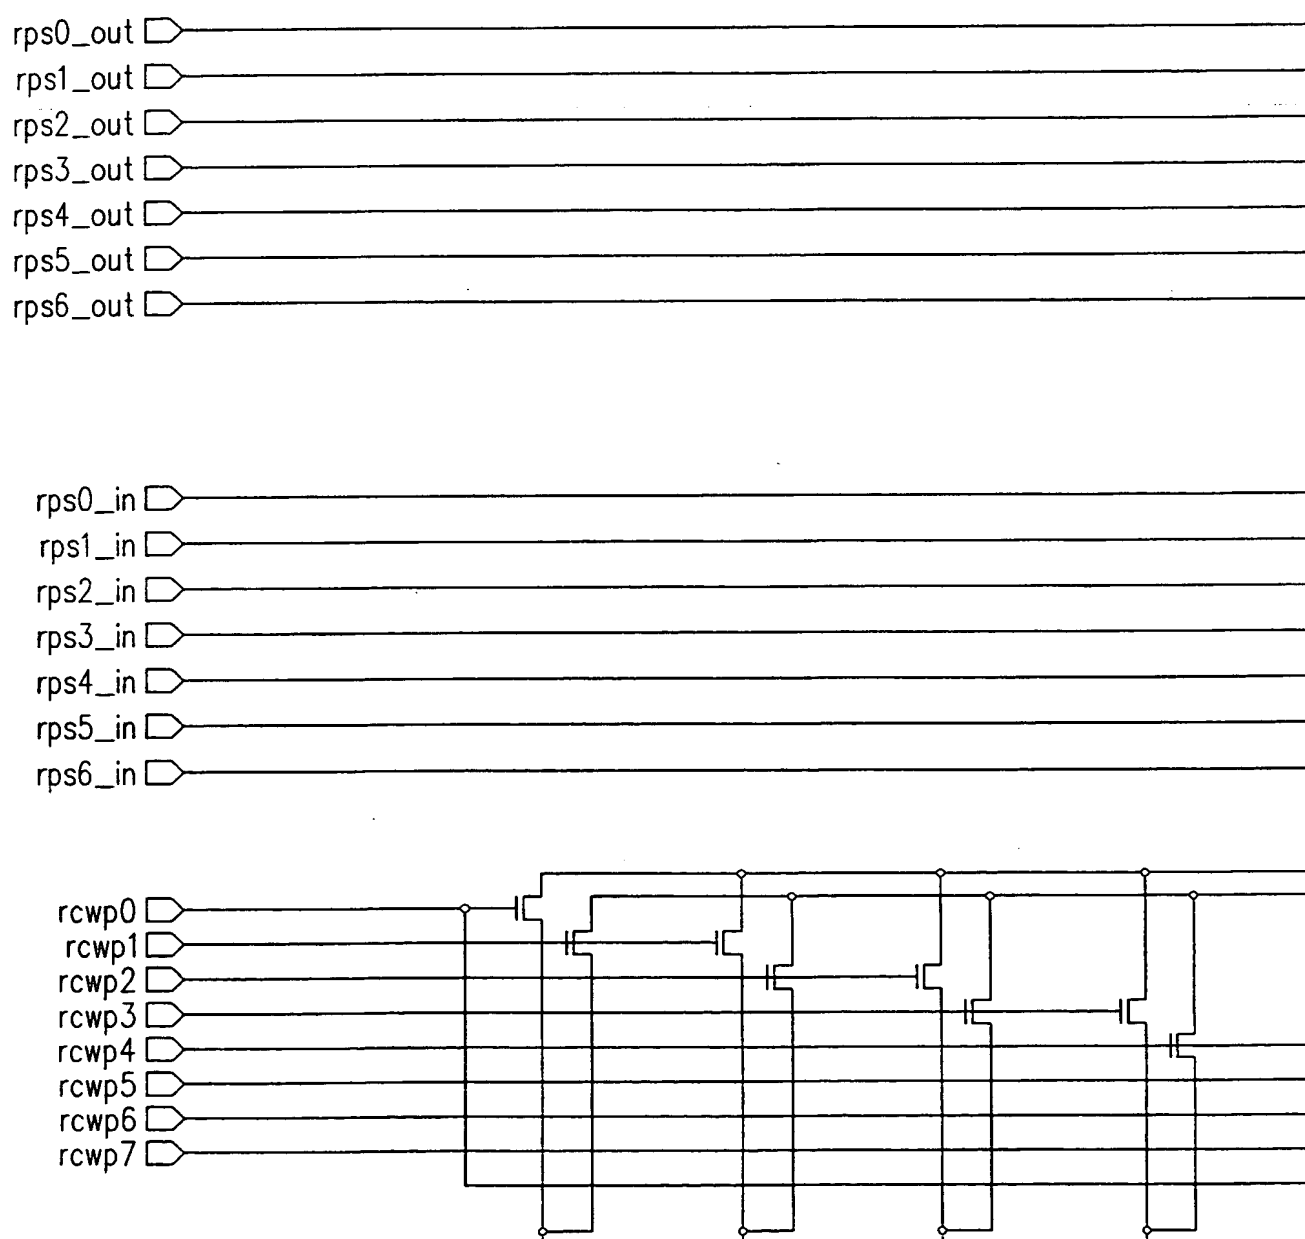 rps0_out
rps1_out
rps2_out
rps3_out
rps4_out
rps5_out
rps6_out
rps0_in
rps1_in
rps2_in
rps3_in
rps4_in
rps5_in
rps6_in
rcwp0
rcwp1
rcwp2
rcwp3
rcwp4
rcwp5
rcwp6
rcwp7